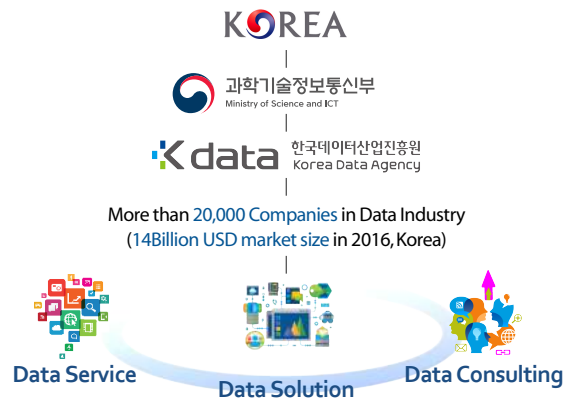 KOREA
과학기술정보통신부
Ministry of Science and ICT
K data 한국데이터산업진흥원
Korea Data Agency
More than 20,000 Companies in Data Industry
(14Billion USD market size in 2016, Korea)
Data Service
Data Solution
Data Consulting